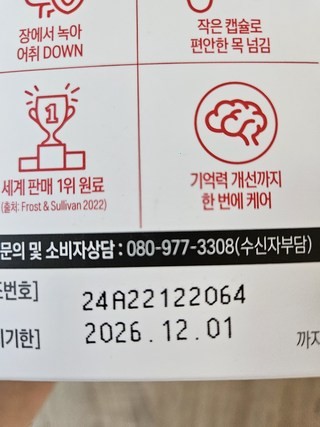 장에서 녹아
어취 DOWN
작은 캡슐로
편안한 목 넘김
1
세계 판매 1위 원료
(출처: Frost & Sullivan 2022)
기억력 개선까지
한 번에 케어
문의 및 소비자상담 : 080-977-3308(수신자부담)
번호]
24A22122064
기한]
2026.12.01
까지